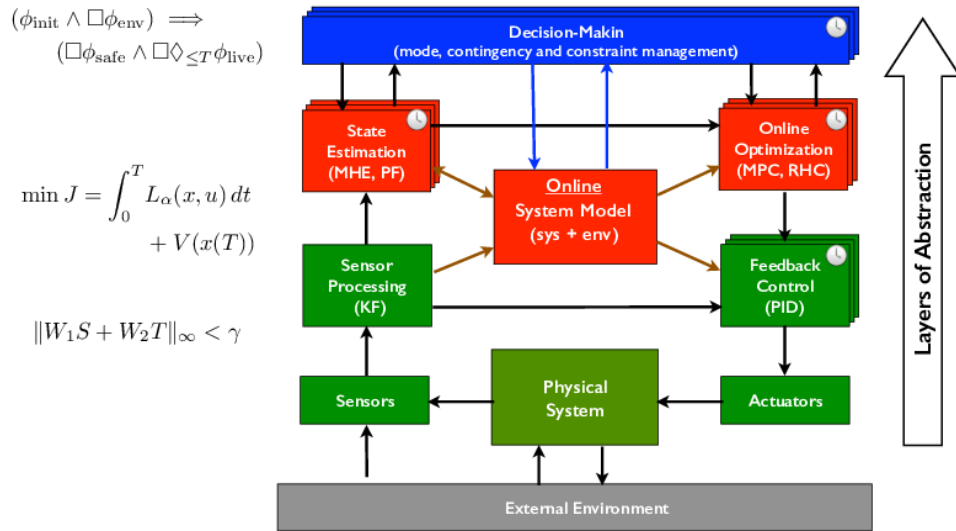 (ϕ_init ∧ □ϕ_env) ⟹
(□ϕ_safe ∧ □◊_{≤T} ϕ_live)
Decision-Makin
(mode, contingency and constraint management)
State
Estimation
(MHE, PF)
Online
Optimization
(MPC, RHC)
Online
System Model
(sys + env)
min J = ∫_0^T L_α(x, u) dt
+ V(x(T))
Sensor
Processing
(KF)
Feedback
Control
(PID)
‖W_1S + W_2T‖_∞ < γ
Sensors
Physical
System
Actuators
External Environment
Layers of Abstraction